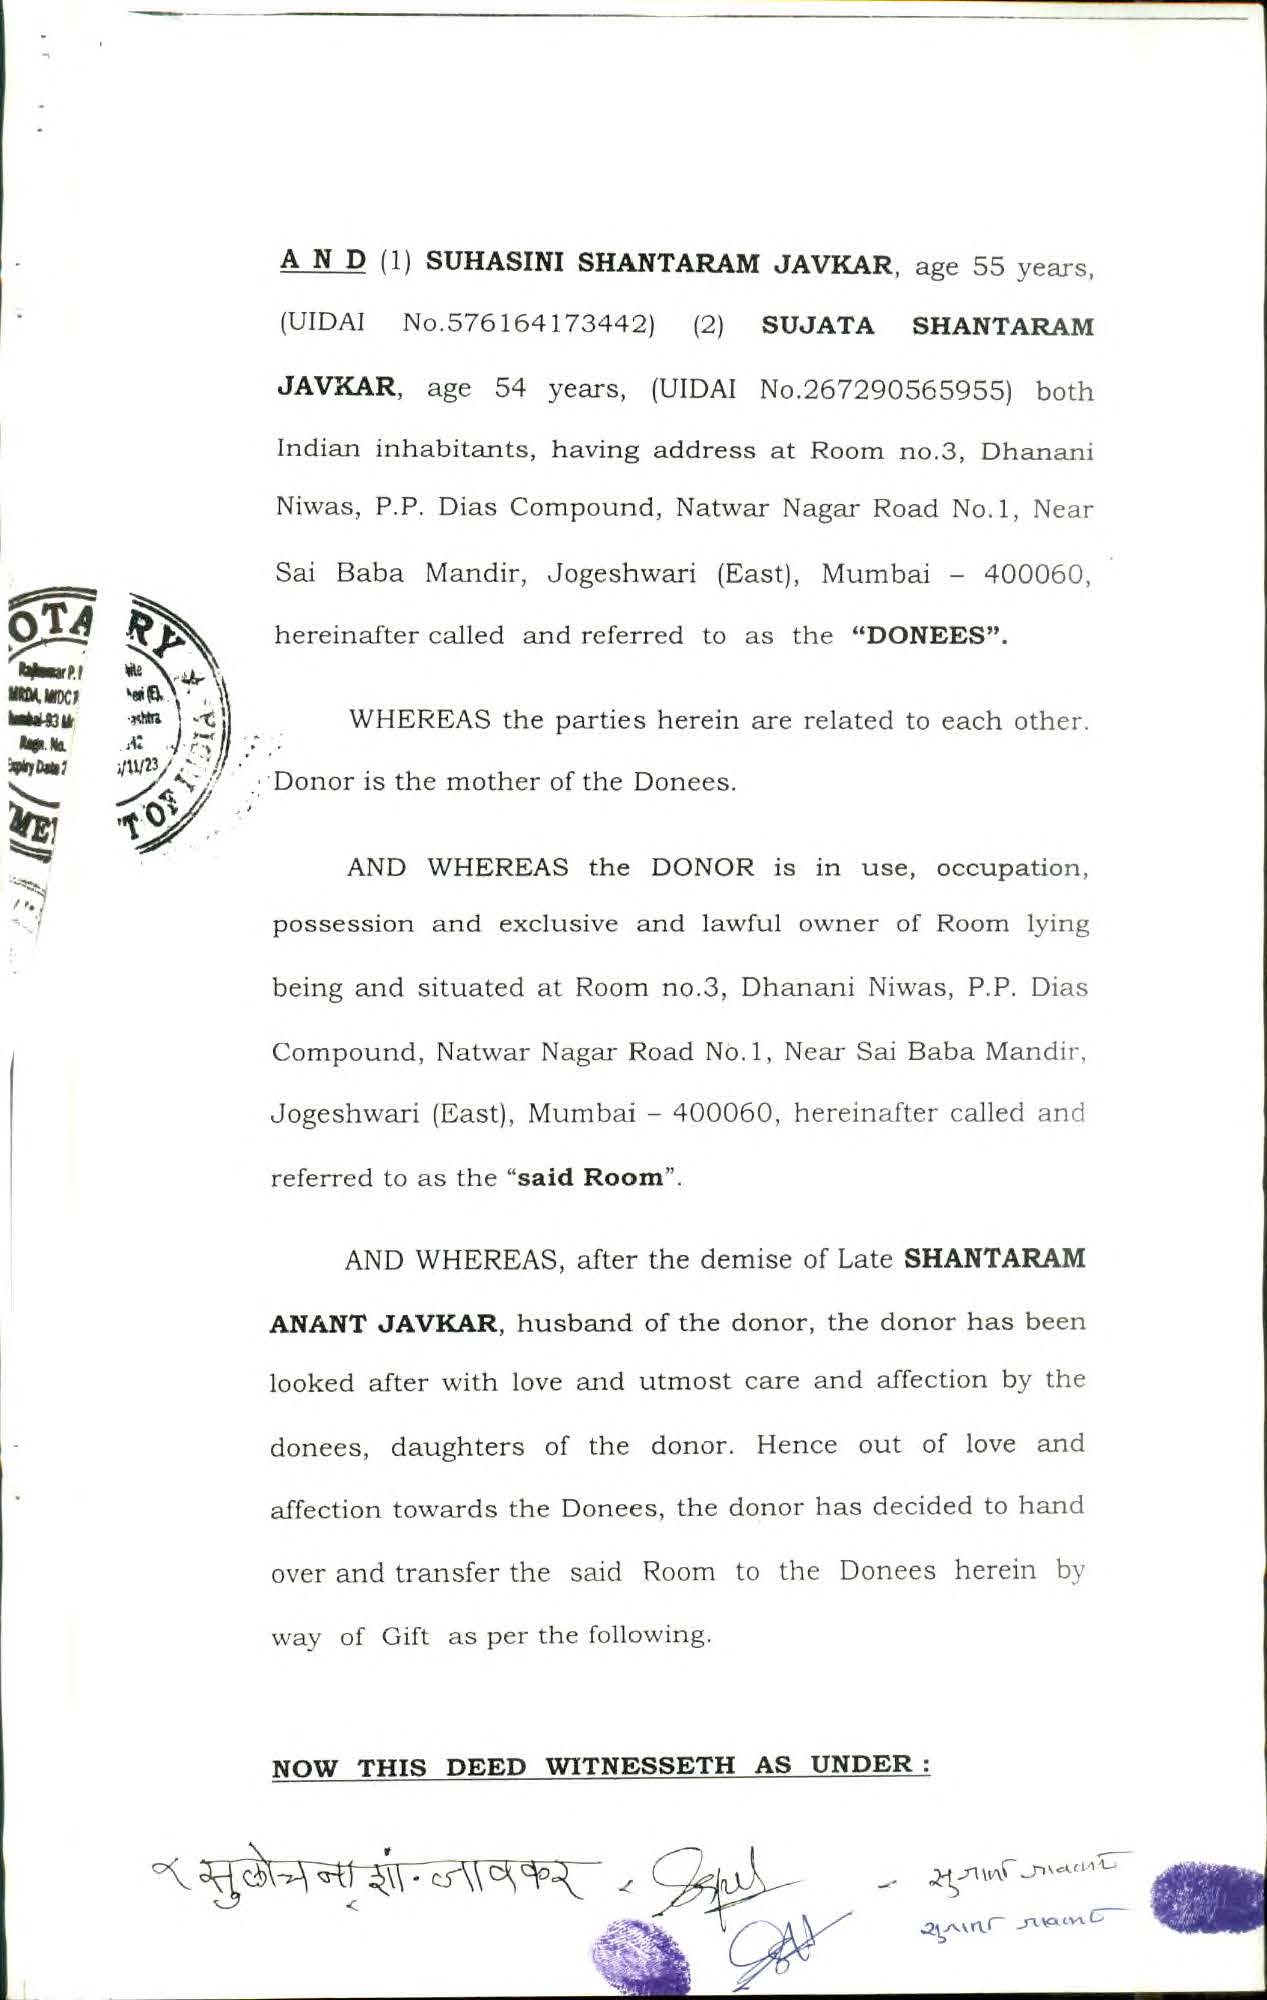 A N D (1) SUHASINI SHANTARAM JAVKAR, age 55 years,
(UIDAI No.576164173442) (2) SUJATA SHANTARAM
JAVKAR, age 54 years, (UIDAI No.267290565955) both
Indian inhabitants, having address at Room no.3, Dhanani
Niwas, P.P. Dias Compound, Natwar Nagar Road No.1, Near
Sai Baba Mandir, Jogeshwari (East), Mumbai – 400060,
hereinafter called and referred to as the “DONEES”.
OTA RY
Rajkumar P.
MRDA, MIDC
Regn. No.
Expiry Date
/11/23
T OF
WHEREAS the parties herein are related to each other.
Donor is the mother of the Donees.
AND WHEREAS the DONOR is in use, occupation,
possession and exclusive and lawful owner of Room lying
being and situated at Room no.3, Dhanani Niwas, P.P. Dias
Compound, Natwar Nagar Road No.1, Near Sai Baba Mandir,
Jogeshwari (East), Mumbai – 400060, hereinafter called and
referred to as the “said Room”.
AND WHEREAS, after the demise of Late SHANTARAM
ANANT JAVKAR, husband of the donor, the donor has been
looked after with love and utmost care and affection by the
donees, daughters of the donor. Hence out of love and
affection towards the Donees, the donor has decided to hand
over and transfer the said Room to the Donees herein by
way of Gift as per the following.
NOW THIS DEED WITNESSETH AS UNDER :
सुलोचना शां. जावकर